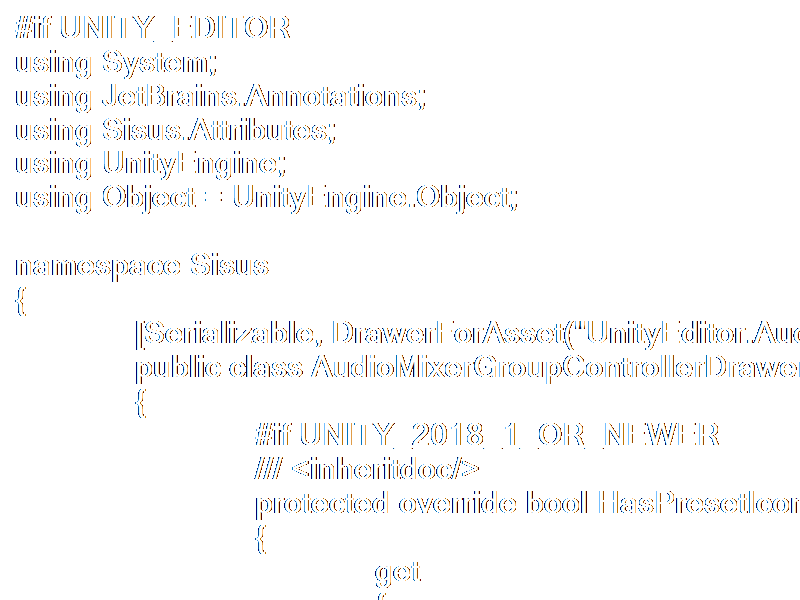 #if UNITY_EDITOR
using System;
using JetBrains.Annotations;
using Sisus.Attributes;
using UnityEngine;
using Object = UnityEngine.Object;
namespace Sisus
{
[Serializable, DrawerForAsset("UnityEditor.Aud
public class AudioMixerGroupControllerDrawer
{
#if UNITY_2018_1_OR_NEWER
/// <inheritdoc/>
protected override bool HasPresetIcon
{
get
{